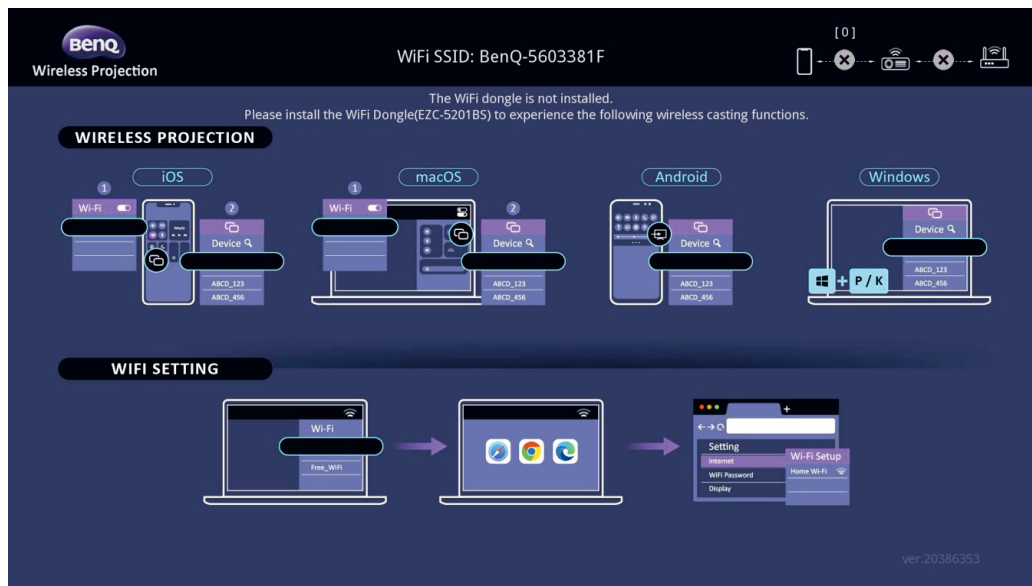 BenQ
Wireless Projection
WiFi SSID: BenQ-5603381F
[ 0 ]
The WiFi dongle is not installed.
Please install the WiFi Dongle(EZC-5201BS) to experience the following wireless casting functions.
WIRELESS PROJECTION
iOS
1
Wi-Fi
Music
2
Device
ABCD_123
ABCD_456
macOS
1
Wi-Fi
2
Device
ABCD_123
ABCD_456
Android
Device
ABCD_123
ABCD_456
Windows
Device
ABCD_123
ABCD_456
+ P / K
WIFI SETTING
Wi-Fi
Free_WIFI
+
Setting
Internet
WiFi Password
Display
Wi-Fi Setup
Home Wi-Fi
ver.20386353